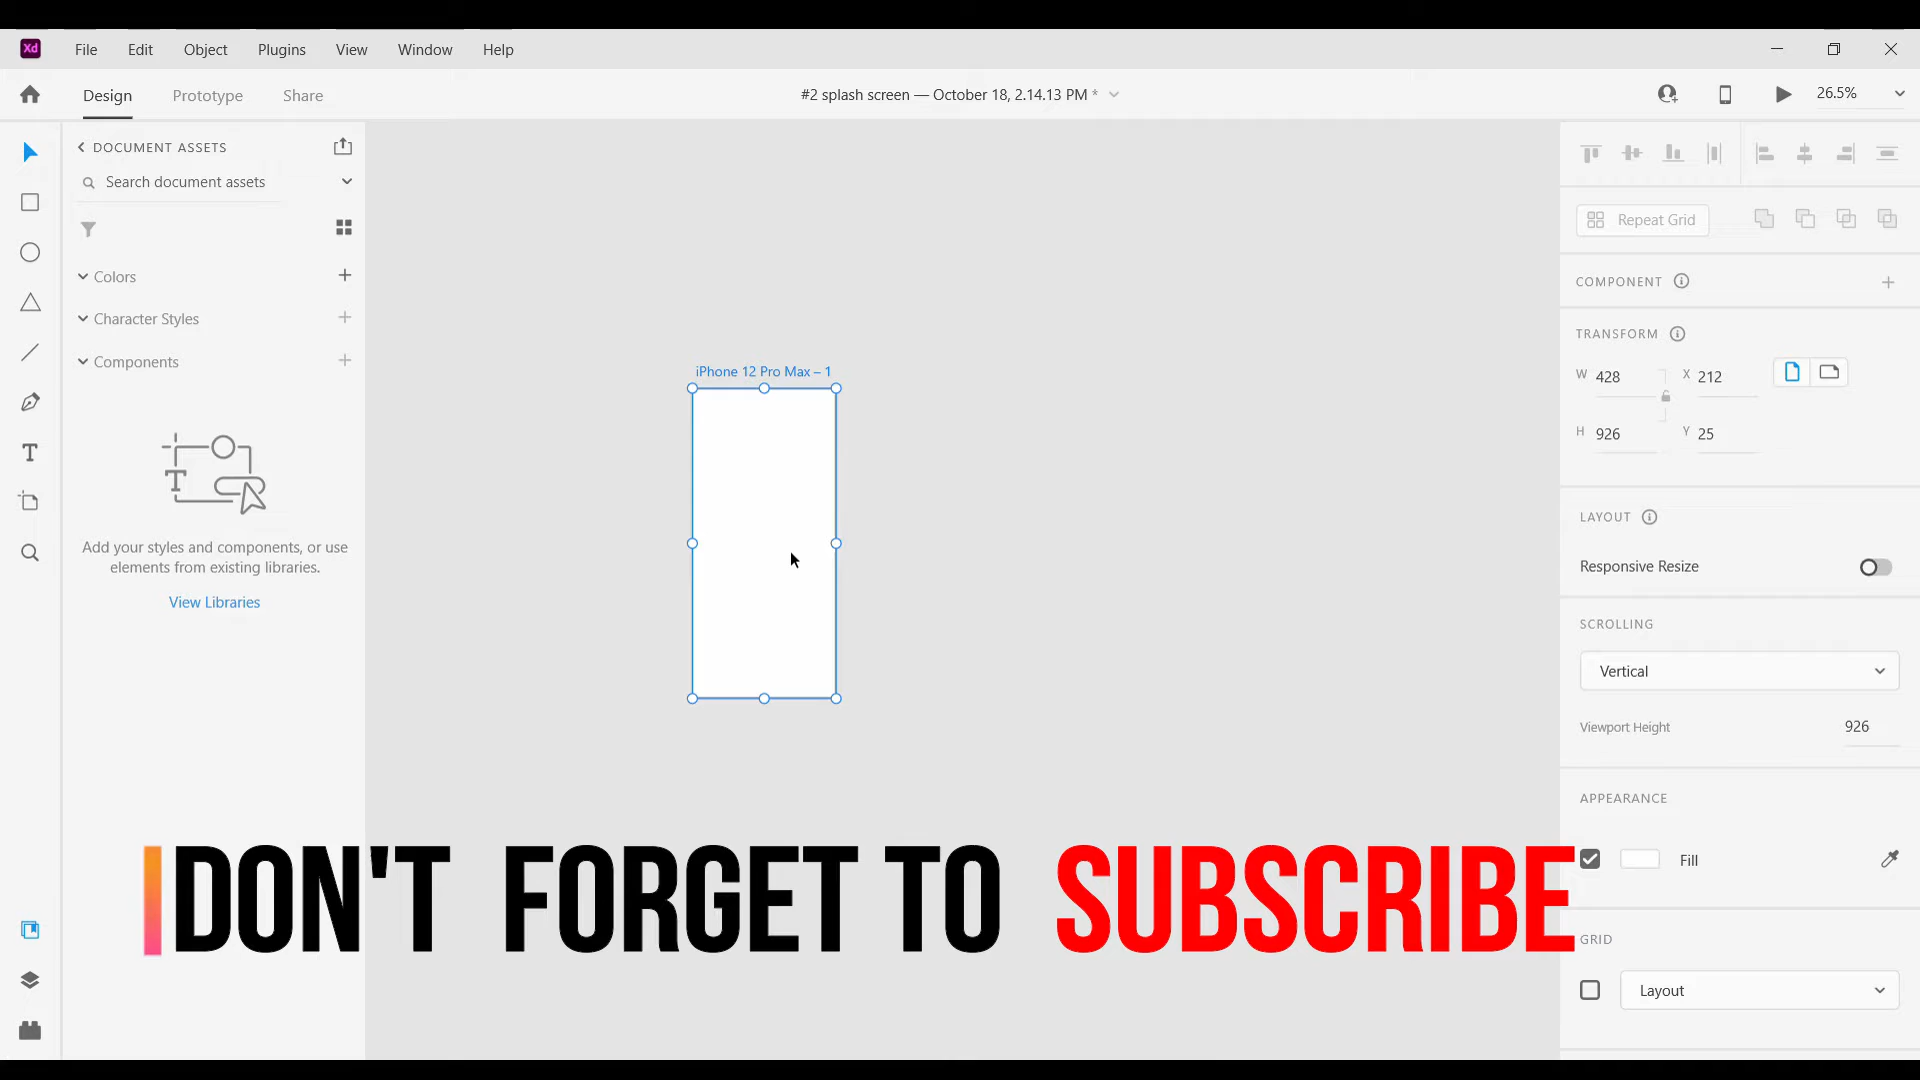 Xd File Edit Object Plugins View Window Help
Design Prototype Share
#2 splash screen — October 18, 2.14.13 PM *
26.5%
DOCUMENT ASSETS
Search document assets
Colors
Character Styles
Components
T
Add your styles and components, or use
elements from existing libraries.
View Libraries
iPhone 12 Pro Max – 1
Repeat Grid
COMPONENT
TRANSFORM
W 428 X 212
H 926 Y 25
LAYOUT
Responsive Resize
SCROLLING
Vertical
Viewport Height 926
APPEARANCE
Fill
GRID
Layout
DON'T FORGET TO SUBSCRIBE